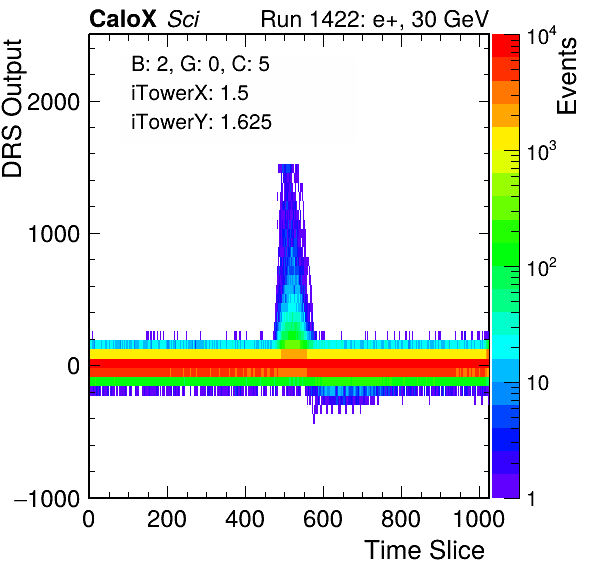 CaloX Sci Run 1422: e+, 30 GeV
B: 2, G: 0, C: 5
iTowerX: 1.5
iTowerY: 1.625
DRS Output
2000
1000
0
−1000
0 200 400 600 800 1000
Time Slice
Events
10^4
10^3
10^2
10
1